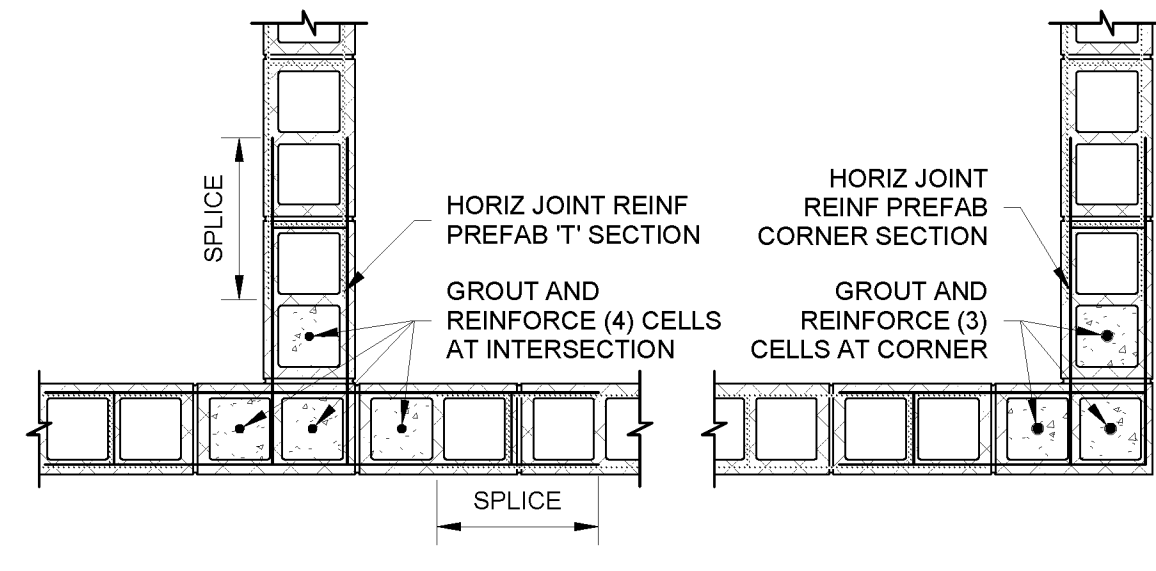 SPLICE
HORIZ JOINT REINF
PREFAB 'T' SECTION
GROUT AND
REINFORCE (4) CELLS
AT INTERSECTION
SPLICE
HORIZ JOINT
REINF PREFAB
CORNER SECTION
GROUT AND
REINFORCE (3)
CELLS AT CORNER